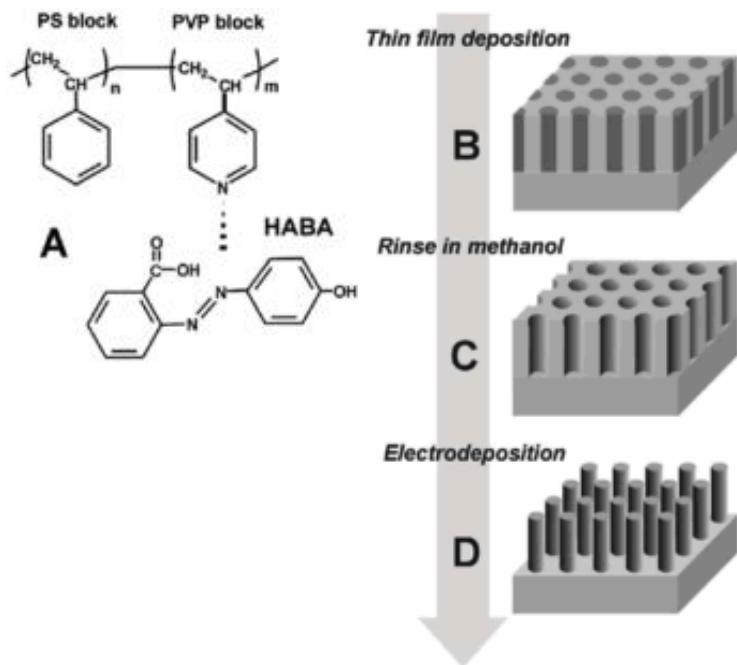 PS block PVP block
CH₂ CH₂
CH n CH m
N
A
HABA
O
C OH
N
N OH
Thin film deposition
B
Rinse in methanol
C
Electrodeposition
D